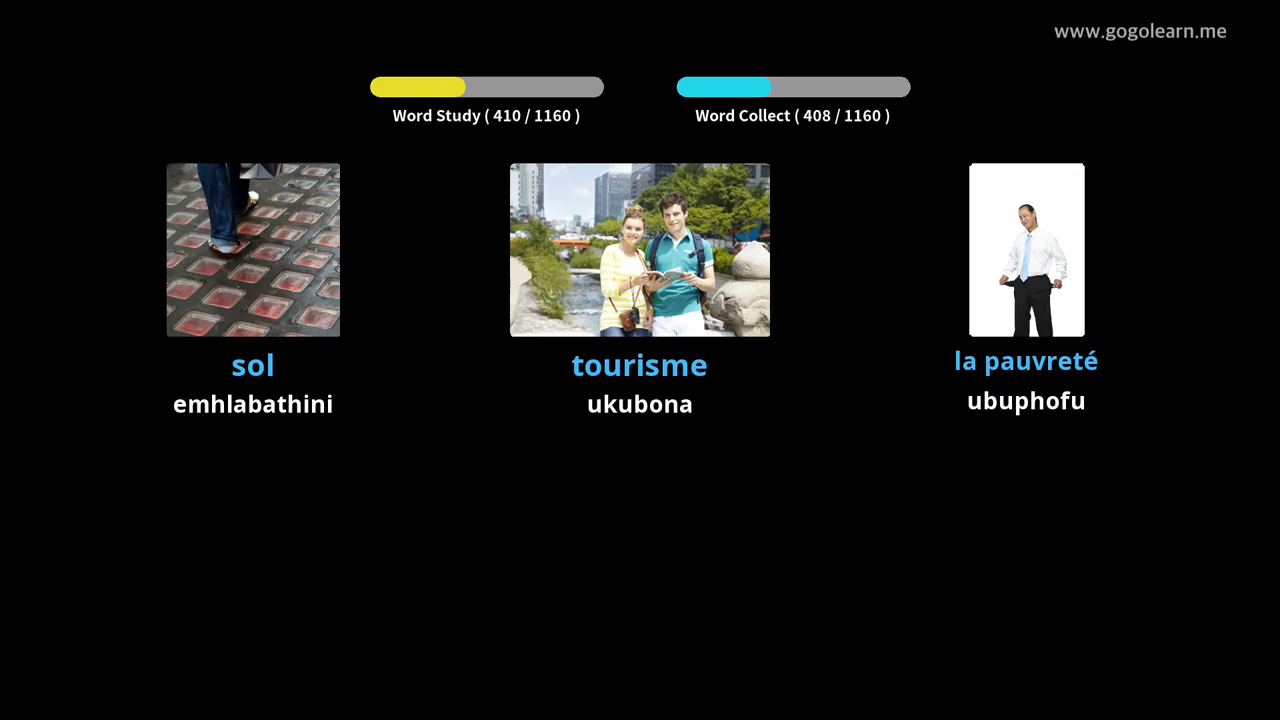 www.gogolearn.me
Word Study ( 410 / 1160 )
Word Collect ( 408 / 1160 )
sol
emhlabathini
tourisme
ukubona
la pauvreté
ubuphofu